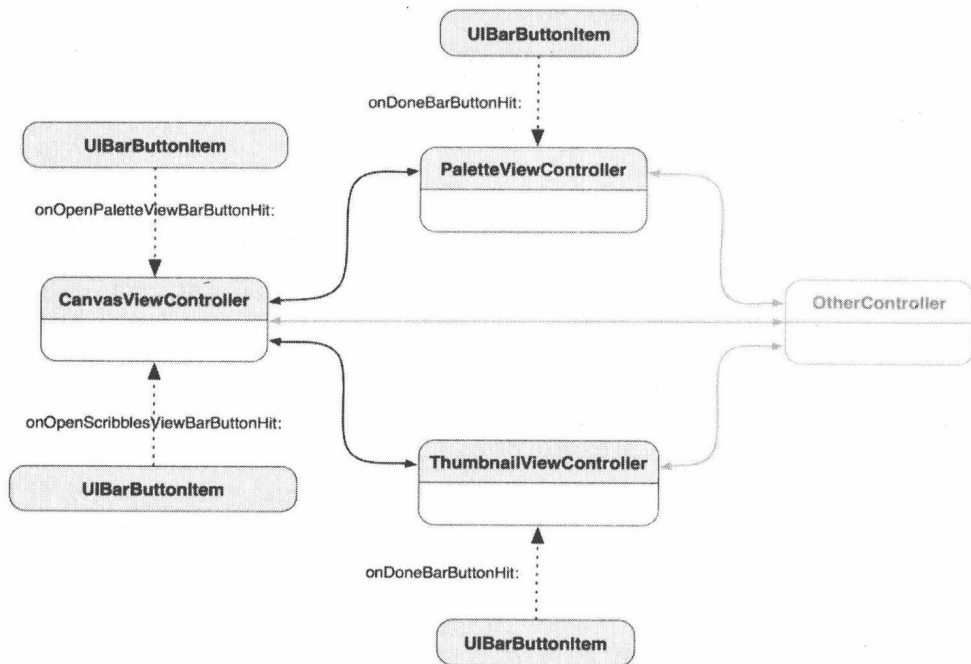 UIBarButtonItem
onDoneBarButtonHit:
UIBarButtonItem
PaletteViewController
onOpenPaletteViewBarButtonHit:
CanvasViewController
OtherController
onOpenScribblesViewBarButtonHit:
ThumbnailViewController
UIBarButtonItem
onDoneBarButtonHit:
UIBarButtonItem